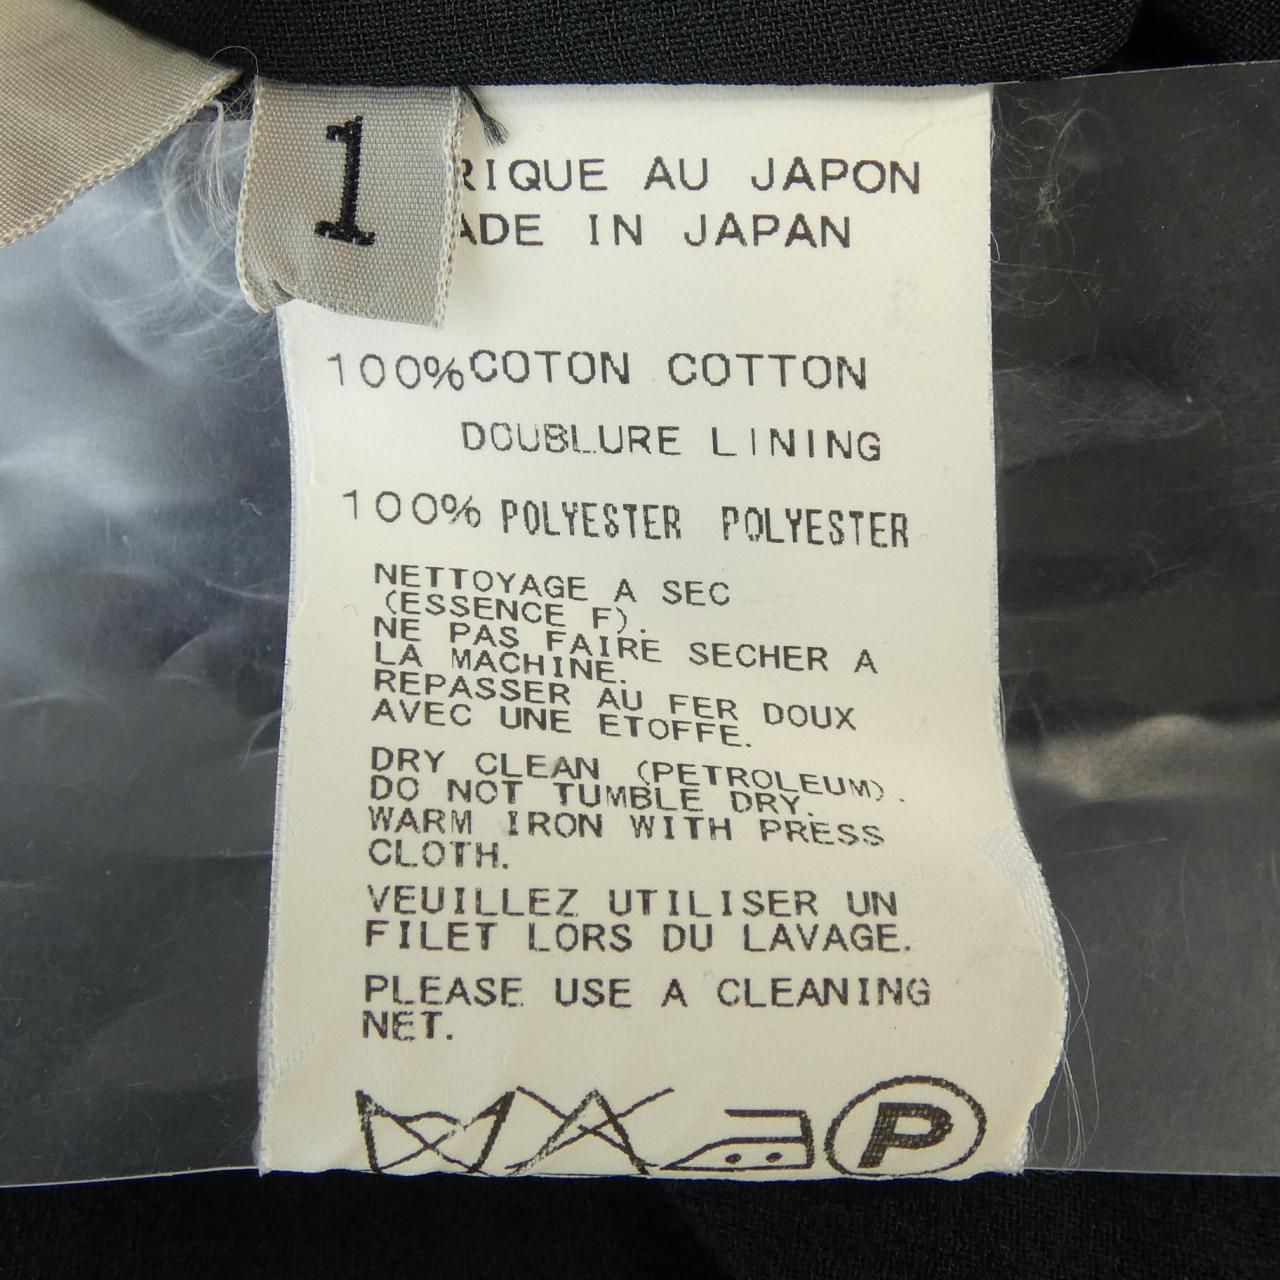 1
RIQUE AU JAPON
ADE IN JAPAN
100% COTON COTTON
DOUBLURE LINING
100% POLYESTER POLYESTER
NETTOYAGE A SEC
(ESSENCE F).
NE PAS FAIRE SECHER A
LA MACHINE.
REPASSER AU FER DOUX
AVEC UNE ETOFFE.
DRY CLEAN (PETROLEUM).
DO NOT TUMBLE DRY.
WARM IRON WITH PRESS
CLOTH.
VEUILLEZ UTILISER UN
FILET LORS DU LAVAGE.
PLEASE USE A CLEANING
NET.
P